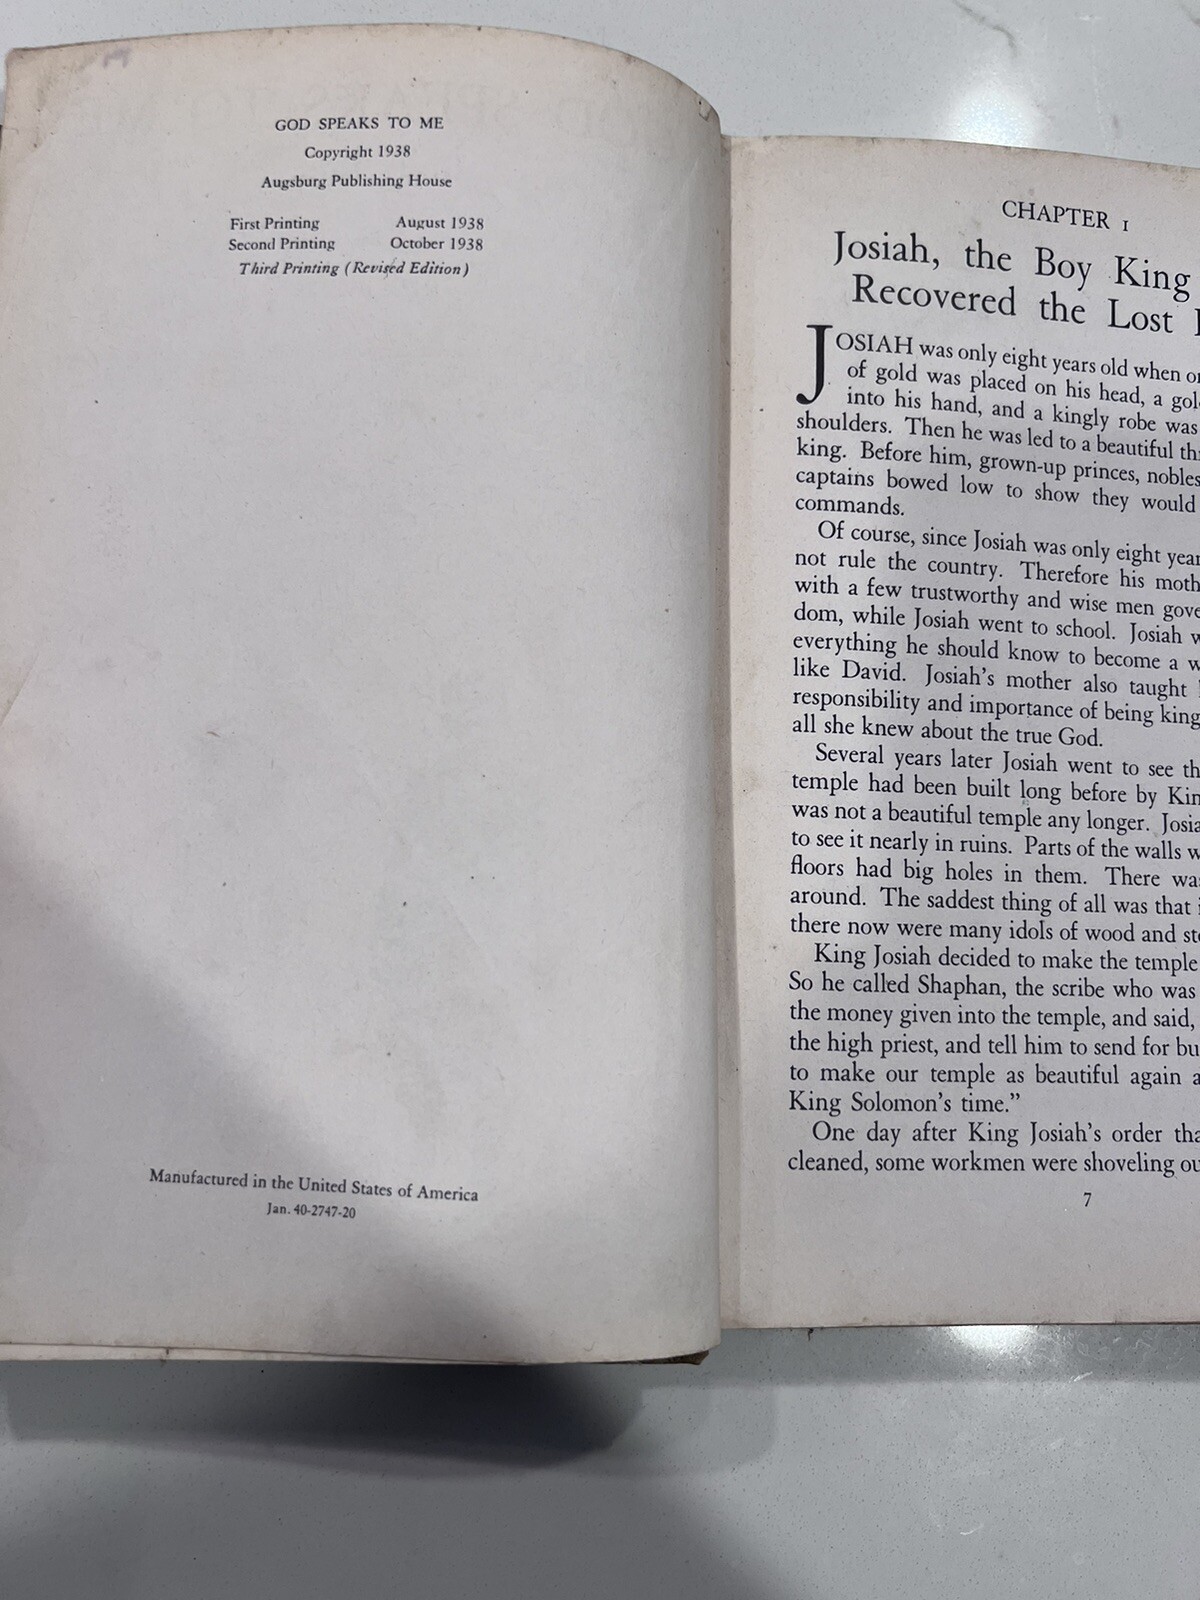 GOD SPEAKS TO ME
Copyright 1938
Augsburg Publishing House
First Printing August 1938
Second Printing October 1938
Third Printing (Revised Edition)
Manufactured in the United States of America
Jan. 40-2747-20
CHAPTER 1
Josiah, the Boy King
Recovered the Lost
JOSIAH was only eight years old when
of gold was placed on his head, a
into his hand, and a kingly robe was
shoulders. Then he was led to a beautiful
king. Before him, grown-up princes, nobles
captains bowed low to show they would
commands.
Of course, since Josiah was only eight
not rule the country. Therefore his
with a few trustworthy and wise men
dom, while Josiah went to school. Josiah
everything he should know to become a
like David. Josiah's mother also taught
responsibility and importance of being king
all she knew about the true God.
Several years later Josiah went to see
temple had been built long before by
was not a beautiful temple any longer.
to see it nearly in ruins. Parts of the walls
floors had big holes in them. There
around. The saddest thing of all was that
there now were many idols of wood and
King Josiah decided to make the temple
So he called Shaphan, the scribe who was
the money given into the temple, and said,
the high priest, and tell him to send for
to make our temple as beautiful again
King Solomon's time."
One day after King Josiah's order
cleaned, some workmen were shoveling
7